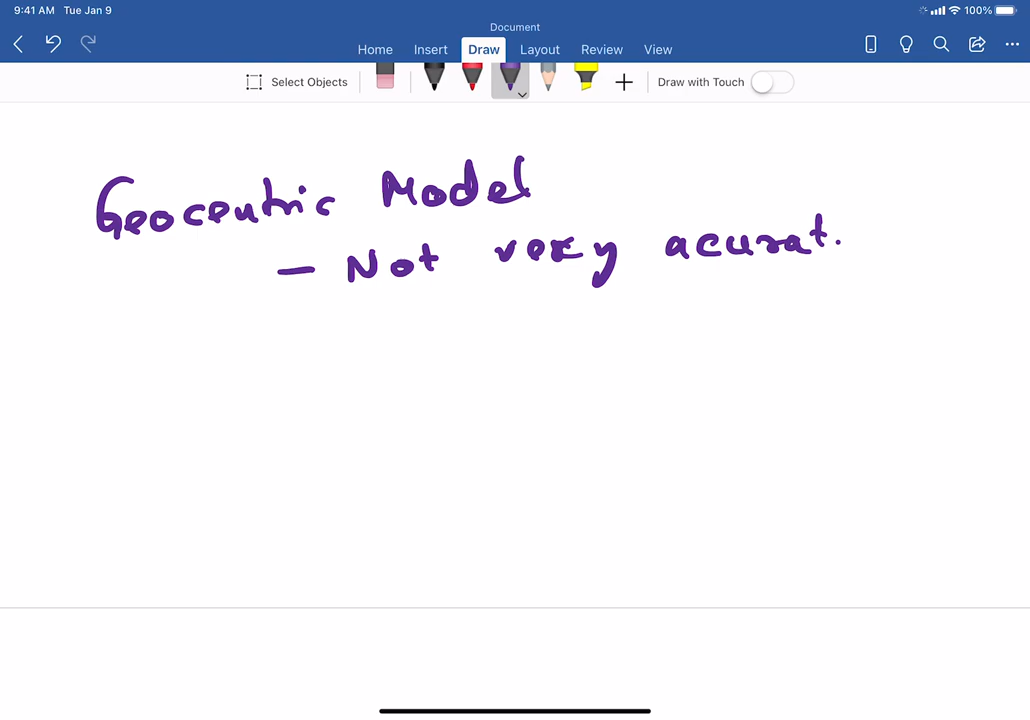 9:41 AM Tue Jan 9 100%
Document
Home Insert Draw Layout Review View
Select Objects Draw with Touch
Geocentric Model
- Not very acurat.